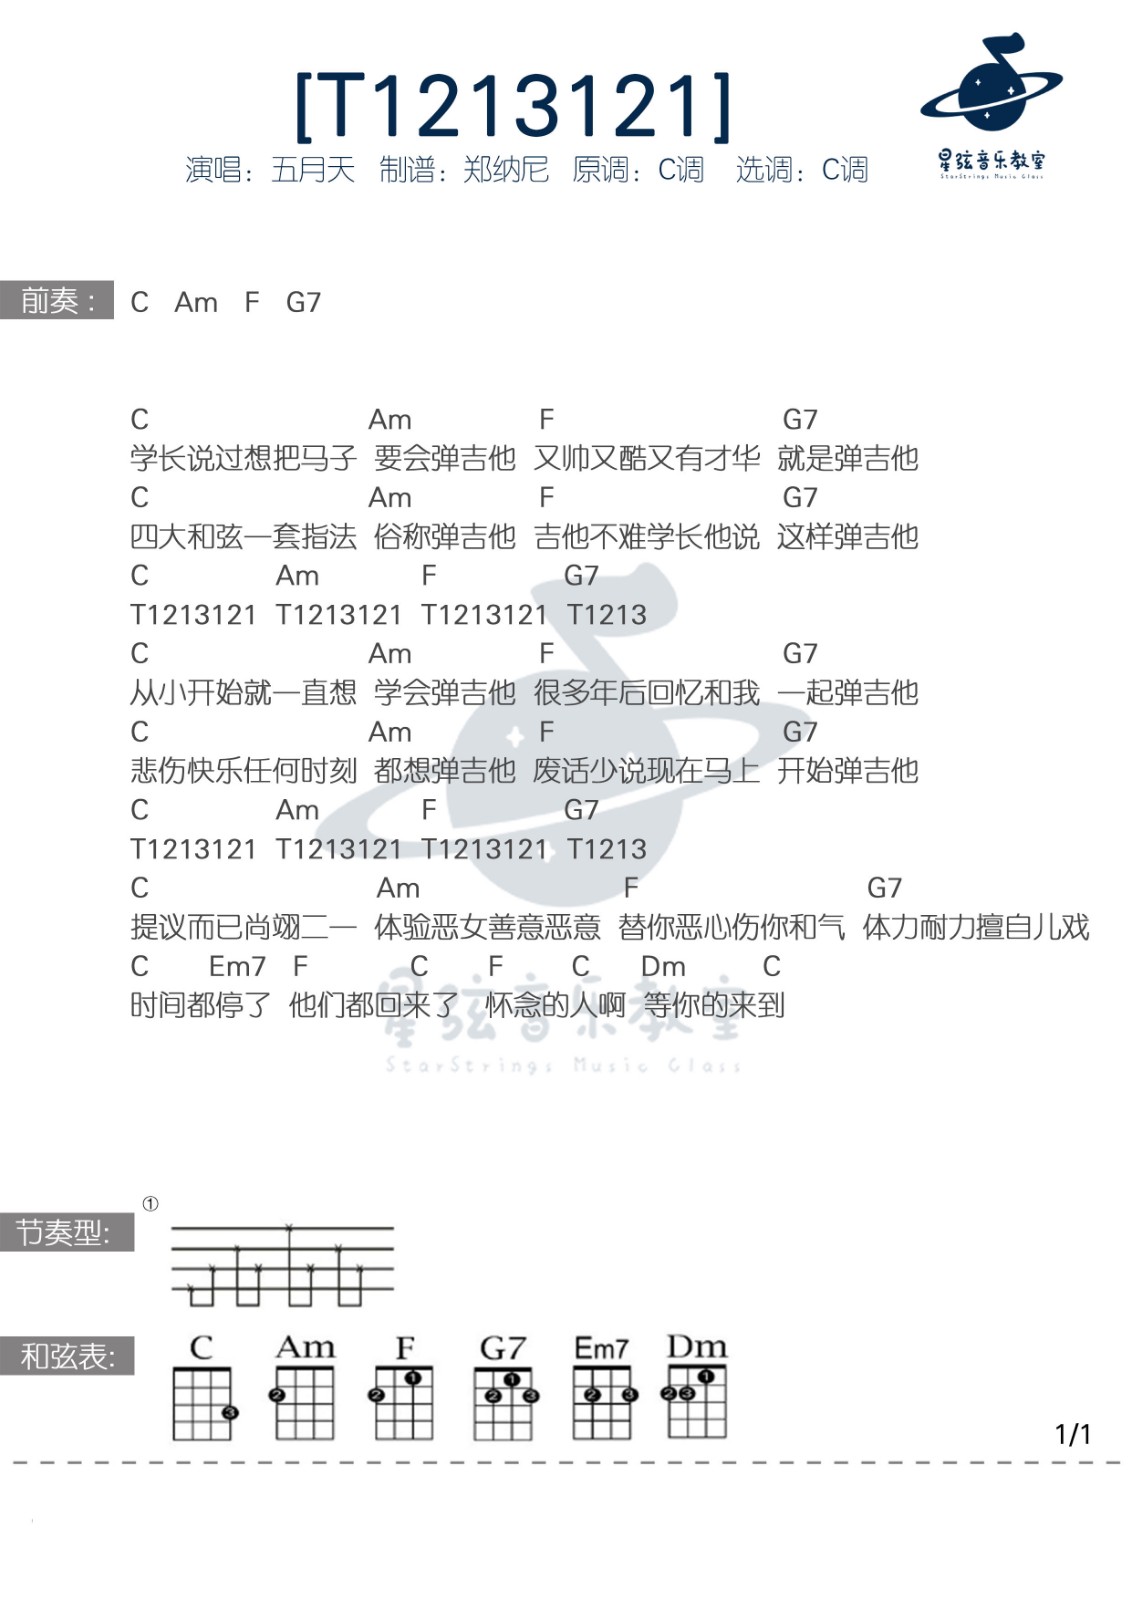 [T1213121]
演唱：五月天 制谱：郑纳尼 原调：C调 选调：C调
星弦音乐教室
StarStrings Music Class
前奏： C Am F G7
C Am F G7
学长说过想把马子 要会弹吉他 又帅又酷又有才华 就是弹吉他
C Am F G7
四大和弦一套指法 俗称弹吉他 吉他不难学长他说 这样弹吉他
C Am F G7
T1213121 T1213121 T1213121 T1213
C Am F G7
从小开始就一直想 学会弹吉他 很多年后回忆和我 一起弹吉他
C Am F G7
悲伤快乐任何时刻 都想弹吉他 废话少说现在马上 开始弹吉他
C Am F G7
T1213121 T1213121 T1213121 T1213
C Am F G7
提议而已尚翊二一 体验恶女善意恶意 替你恶心伤你和气 体力耐力擅自儿戏
C Em7 F C F C Dm C
时间都停了 他们都回来了 怀念的人啊 等你的来到
星弦音乐教室
StarStrings Music Class
①
节奏型:
和弦表: C Am F G7 Em7 Dm
2 3 2 1 2 1 3 2 3 2 3 1
1/1